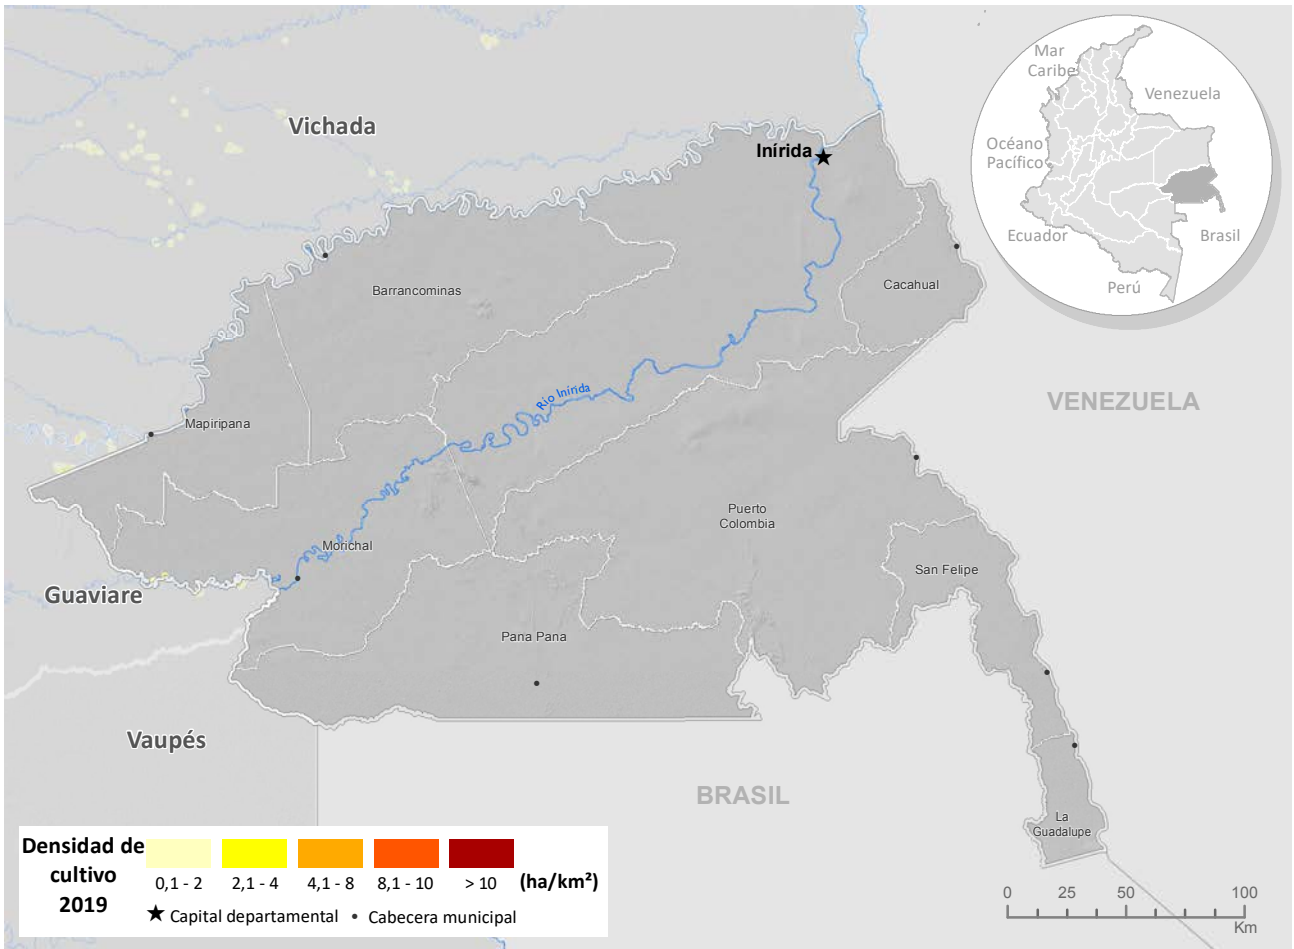 Mar
Caribe
Venezuela
Océano
Pacífico
Ecuador
Brasil
Perú
Vichada
Inírida
Barrancominas
Cacahual
Río Inírida
VENEZUELA
Mapiripana
Puerto
Colombia
Morichal
San Felipe
Guaviare
Pana Pana
Vaupés
BRASIL
La
Guadalupe
Densidad de
cultivo
2019
0,1 - 2
2,1 - 4
4,1 - 8
8,1 - 10
> 10
(ha/km²)
Capital departamental
Cabecera municipal
0 25 50 100
Km